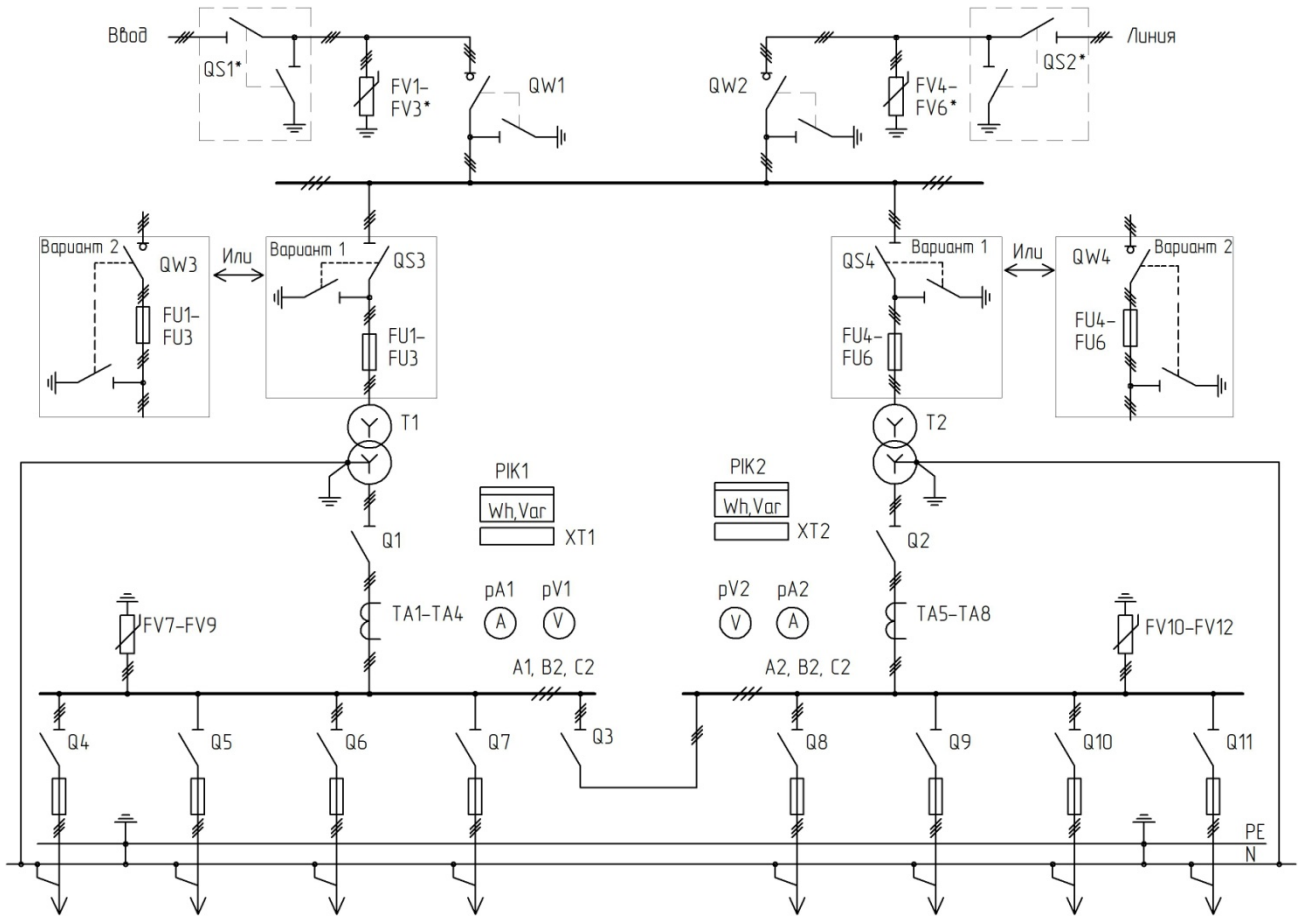 Ввод
QS1*
FV1-
FV3*
QW1
QW2
FV4-
FV6*
QS2*
Линия
Вариант 2
QW3
FU1-
FU3
Или
Вариант 1
QS3
FU1-
FU3
Вариант 1
QS4
FU4-
FU6
Или
Вариант 2
QW4
FU4-
FU6
T1
T2
PIK1
Wh,Var
XT1
PIK2
Wh,Var
XT2
Q1
Q2
FV7-FV9
TA1-TA4
pA1
A
pV1
V
pV2
V
pA2
A
TA5-TA8
FV10-FV12
A1, B2, C2
A2, B2, C2
Q4
Q5
Q6
Q7
Q3
Q8
Q9
Q10
Q11
PE
N